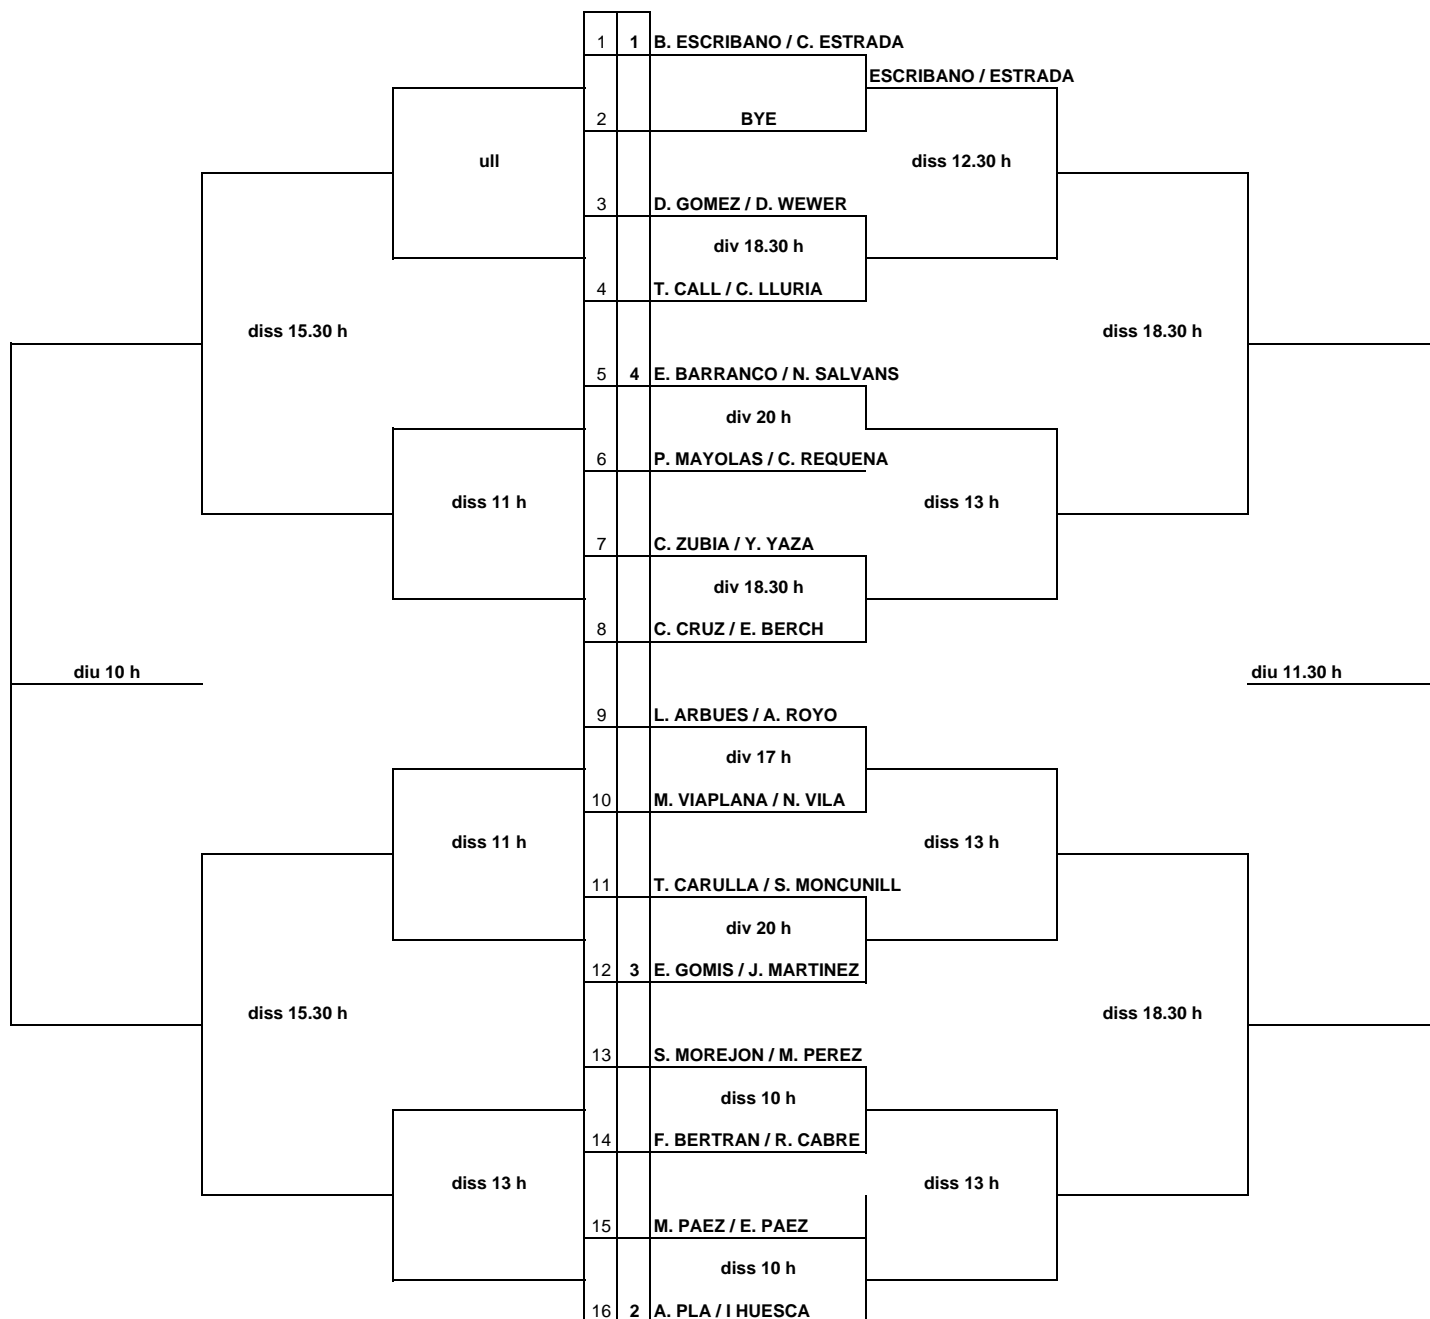 1 1 B. ESCRIBANO / C. ESTRADA
ESCRIBANO / ESTRADA
2 BYE
ull
diss 12.30 h
3 D. GOMEZ / D. WEWER
div 18.30 h
4 T. CALL / C. LLURIA
diss 15.30 h
diss 18.30 h
5 4 E. BARRANCO / N. SALVANS
div 20 h
6 P. MAYOLAS / C. REQUENA
diss 11 h
diss 13 h
7 C. ZUBIA / Y. YAZA
div 18.30 h
8 C. CRUZ / E. BERCH
diu 10 h
diu 11.30 h
9 L. ARBUES / A. ROYO
div 17 h
10 M. VIAPLANA / N. VILA
diss 11 h
diss 13 h
11 T. CARULLA / S. MONCUNILL
div 20 h
12 3 E. GOMIS / J. MARTINEZ
diss 15.30 h
diss 18.30 h
13 S. MOREJON / M. PEREZ
diss 10 h
14 F. BERTRAN / R. CABRE
diss 13 h
diss 13 h
15 M. PAEZ / E. PAEZ
diss 10 h
16 2 A. PLA / I HUESCA